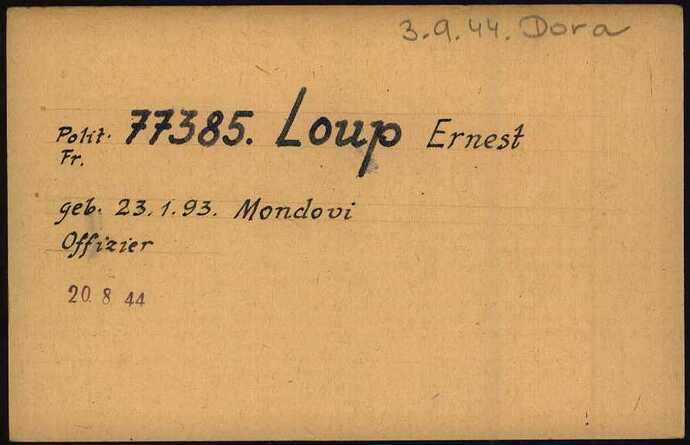 3.9.44. Dora
Polit. 77385. Loup Ernest
Fr.
geb. 23.1.93. Mondovi
Offizier
20 8 44